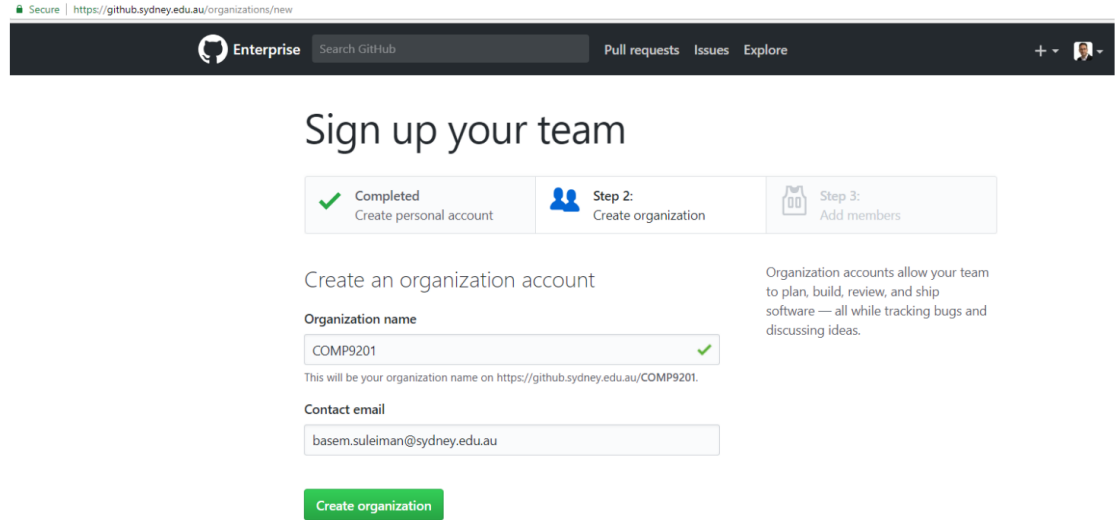 Secure | https://github.sydney.edu.au/organizations/new
Enterprise Search GitHub Pull requests Issues Explore
Sign up your team
Completed
Create personal account
Step 2:
Create organization
Step 3:
Add members
Create an organization account
Organization name
COMP9201
This will be your organization name on https://github.sydney.edu.au/COMP9201.
Contact email
basem.suleiman@sydney.edu.au
Create organization
Organization accounts allow your team
to plan, build, review, and ship
software — all while tracking bugs and
discussing ideas.